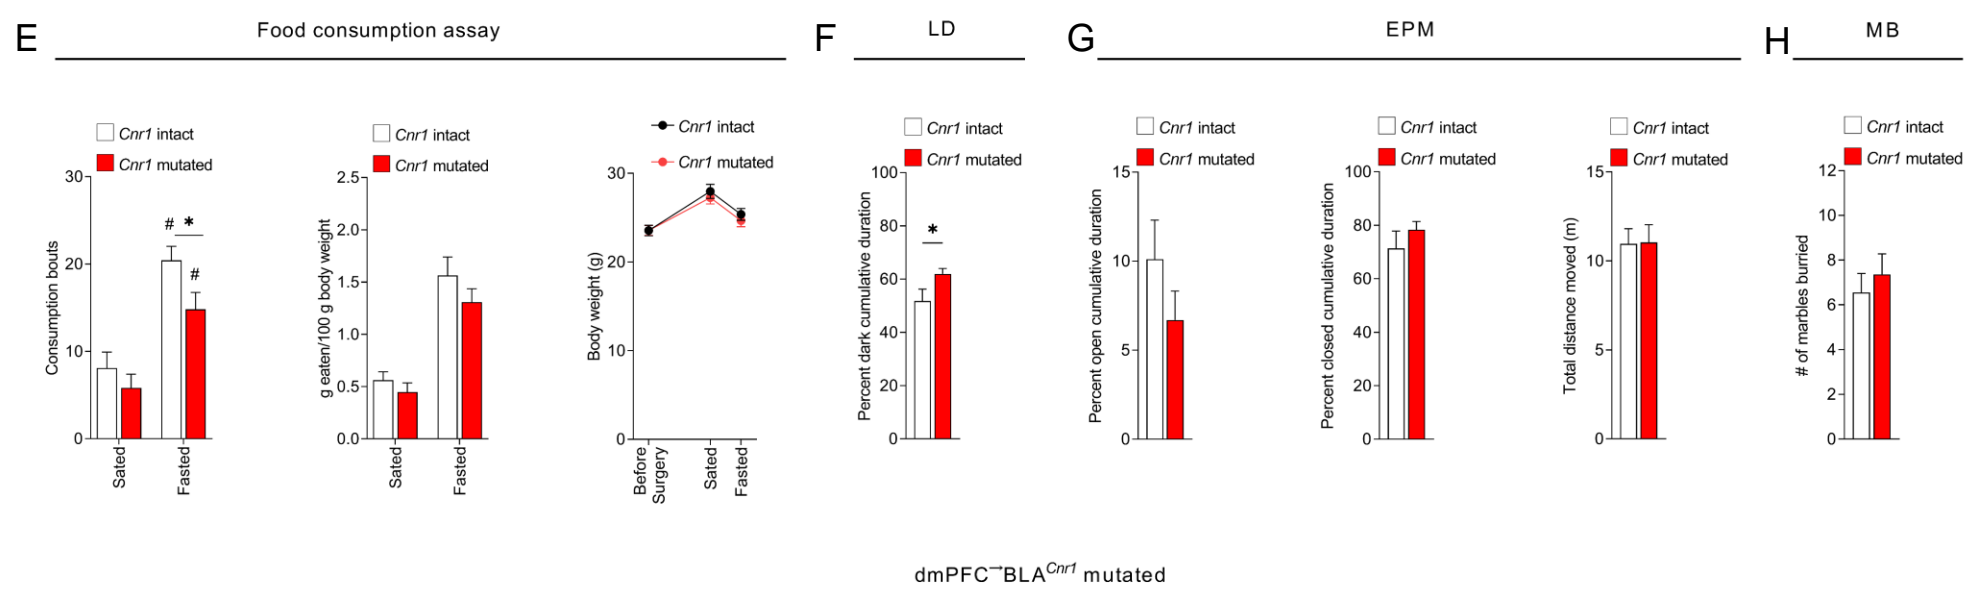 E
Food consumption assay
Cnr1 intact
Cnr1 mutated
30
20
10
0
Consumption bouts
# *
#
Sated
Fasted
Cnr1 intact
Cnr1 mutated
2.5
2.0
1.5
1.0
0.5
0.0
g eaten/100 g body weight
Sated
Fasted
Cnr1 intact
Cnr1 mutated
30
20
10
0
Body weight (g)
Before
Surgery
Sated
Fasted
F
LD
Cnr1 intact
Cnr1 mutated
100
80
60
40
20
0
Percent dark cumulative duration
*
G
EPM
Cnr1 intact
Cnr1 mutated
15
10
5
0
Percent open cumulative duration
Cnr1 intact
Cnr1 mutated
100
80
60
40
20
0
Percent closed cumulative duration
Cnr1 intact
Cnr1 mutated
15
10
5
0
Total distance moved (m)
H
MB
Cnr1 intact
Cnr1 mutated
12
10
8
6
4
2
0
# of marbles burried
dmPFC→BLACnr1 mutated